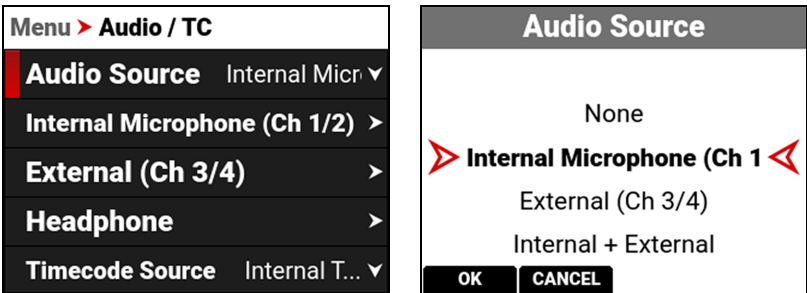 Menu > Audio / TC
Audio Source Internal Micr
Internal Microphone (Ch 1/2)
External (Ch 3/4)
Headphone
Timecode Source Internal T...
Audio Source
None
Internal Microphone (Ch 1
External (Ch 3/4)
Internal + External
OK CANCEL